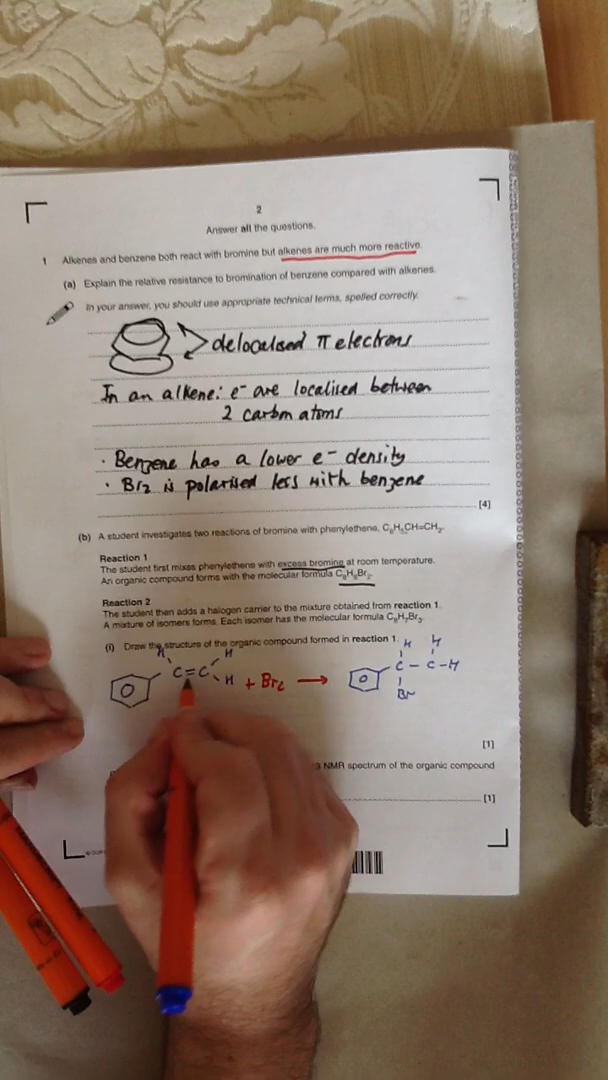 2
Answer all the questions.
1 Alkenes and benzene both react with bromine but alkenes are much more reactive.
(a) Explain the relative resistance to bromination of benzene compared with alkenes.
In your answer, you should use appropriate technical terms, spelled correctly.
delocalised π electrons
In an alkene: e⁻ are localised between
2 carbon atoms
· Benzene has a lower e⁻ density
· Br₂ is polarised less with benzene
[4]
(b) A student investigates two reactions of bromine with phenylethene, C₆H₅CH=CH₂.
Reaction 1
The student first mixes phenylethene with excess bromine at room temperature.
An organic compound forms with the molecular formula C₈H₈Br₂.
Reaction 2
The student then adds a halogen carrier to the mixture obtained from reaction 1.
A mixture of isomers forms. Each isomer has the molecular formula C₈H₇Br₃.
(i) Draw the structure of the organic compound formed in reaction 1.
H H H H
C=C H + Br₂ → C – C – H
Br
[1]
NMR spectrum of the organic compound
[1]